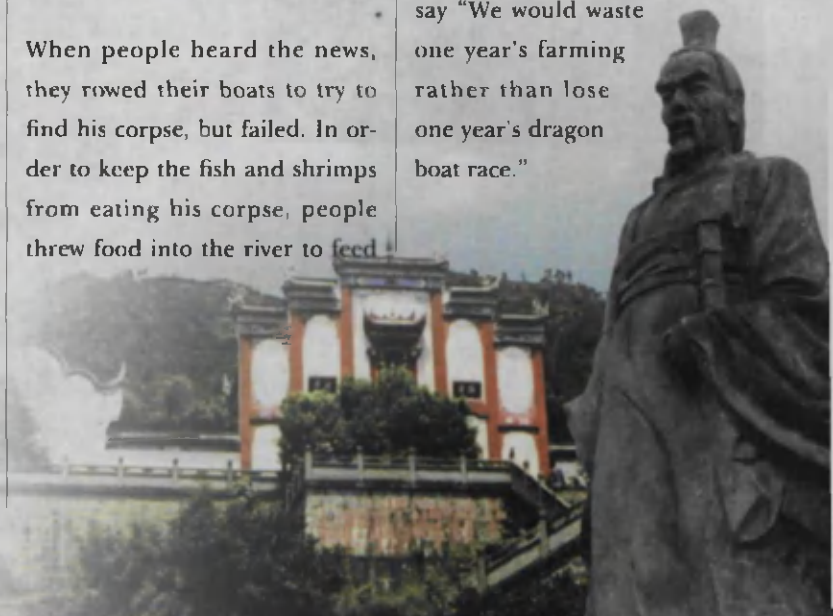 When people heard the news,
they rowed their boats to try to
find his corpse, but failed. In or-
der to keep the fish and shrimps
from eating his corpse, people
threw food into the river to feed
say “We would waste
one year's farming
rather than lose
one year's dragon
boat race.”